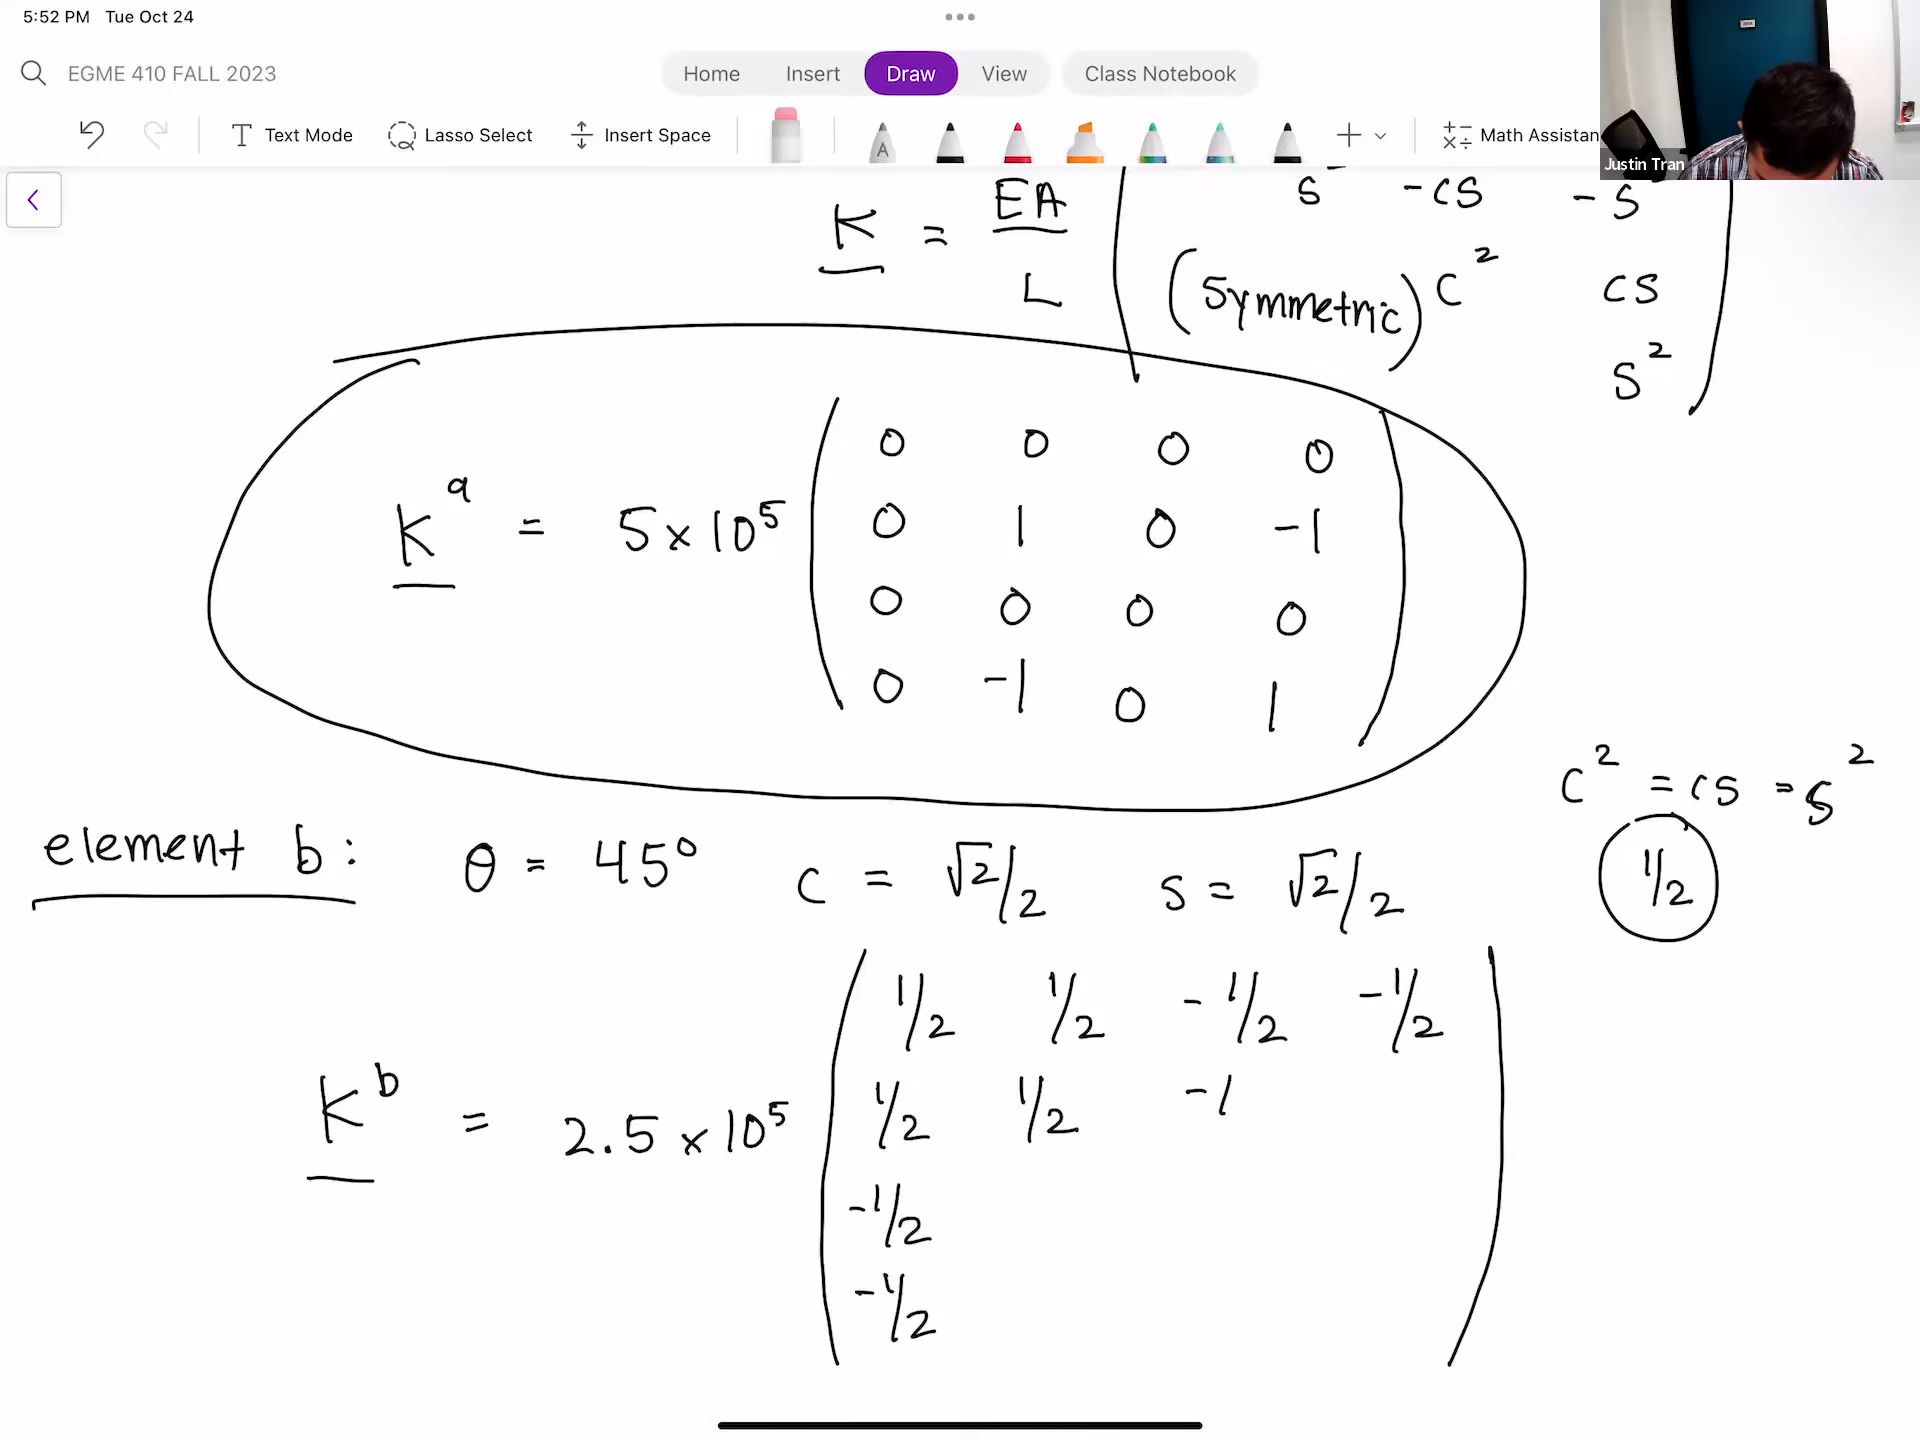 5:52 PM Tue Oct 24
EGME 410 FALL 2023
Home Insert Draw View Class Notebook
Text Mode Lasso Select Insert Space A Math Assistan
Justin Tran
K = EA / L
s² -cs -s²
(Symmetric) c² cs
s²
Kᵃ = 5 x 10⁵
0 0 0 0
0 1 0 -1
0 0 0 0
0 -1 0 1
c² = cs = s²
1/2
element b: θ = 45° c = √2/2 s = √2/2
Kᵇ = 2.5 x 10⁵
1/2 1/2 -1/2 -1/2
1/2 1/2 -1
-1/2
-1/2